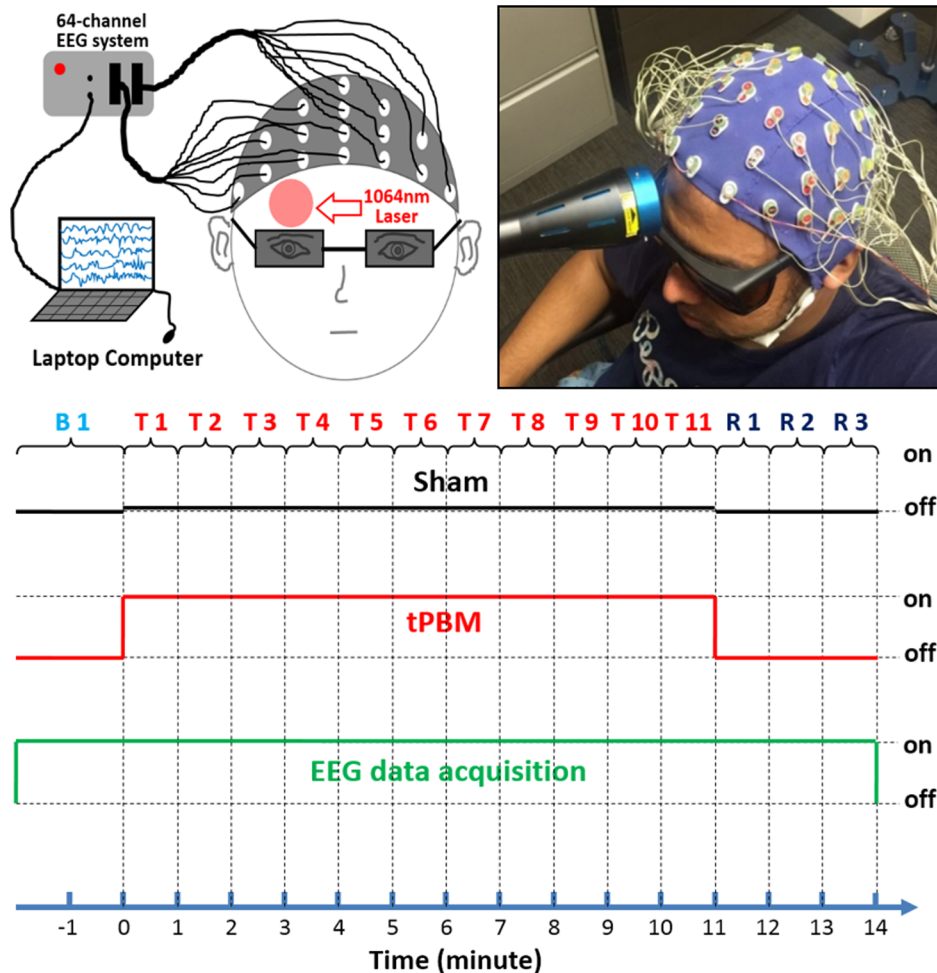 64-channel
EEG system
1064nm
Laser
Laptop Computer
B 1 T 1 T 2 T 3 T 4 T 5 T 6 T 7 T 8 T 9 T 10 T 11 R 1 R 2 R 3
on
Sham
off
on
tPBM
off
on
EEG data acquisition
off
-1 0 1 2 3 4 5 6 7 8 9 10 11 12 13 14
Time (minute)